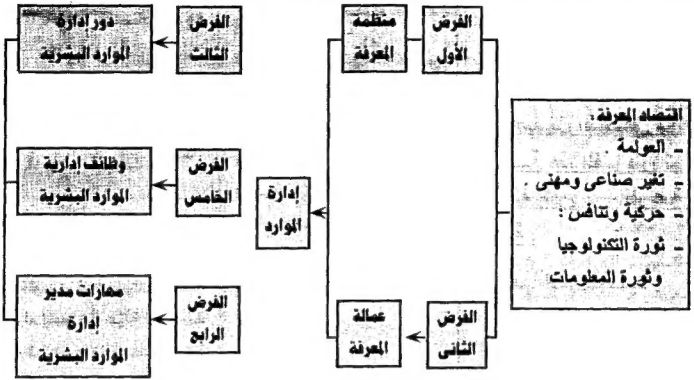 اقتصاد المعرفة :
ـ العولمة .
ـ تغير صناعى ومهنى .
ـ حركية وتنافس :
ـ ثورة التكنولوجيا
وثورة المعلومات
الفرض
الأول
منظمة
المعرفة
الفرض
الثانى
عمالة
المعرفة
إدارة
الموارد
الفرض
الثالث
دور إدارة
الموارد البشرية
الفرض
الخامس
وظائف إدارية
الموارد البشرية
الفرض
الرابع
مهارات مدير
إدارة
الموارد البشرية